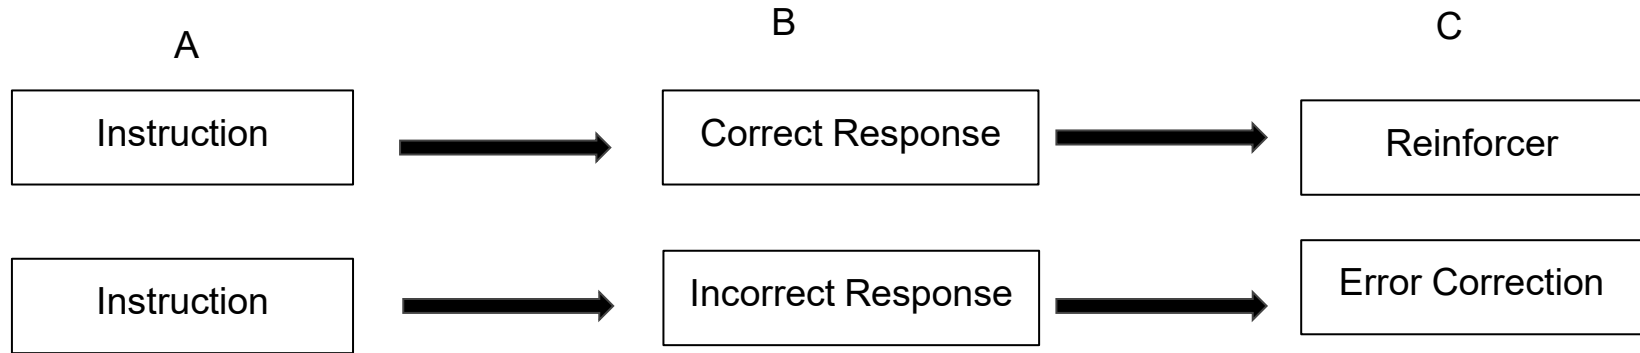 A
B
C
Instruction
Correct Response
Reinforcer
Instruction
Incorrect Response
Error Correction